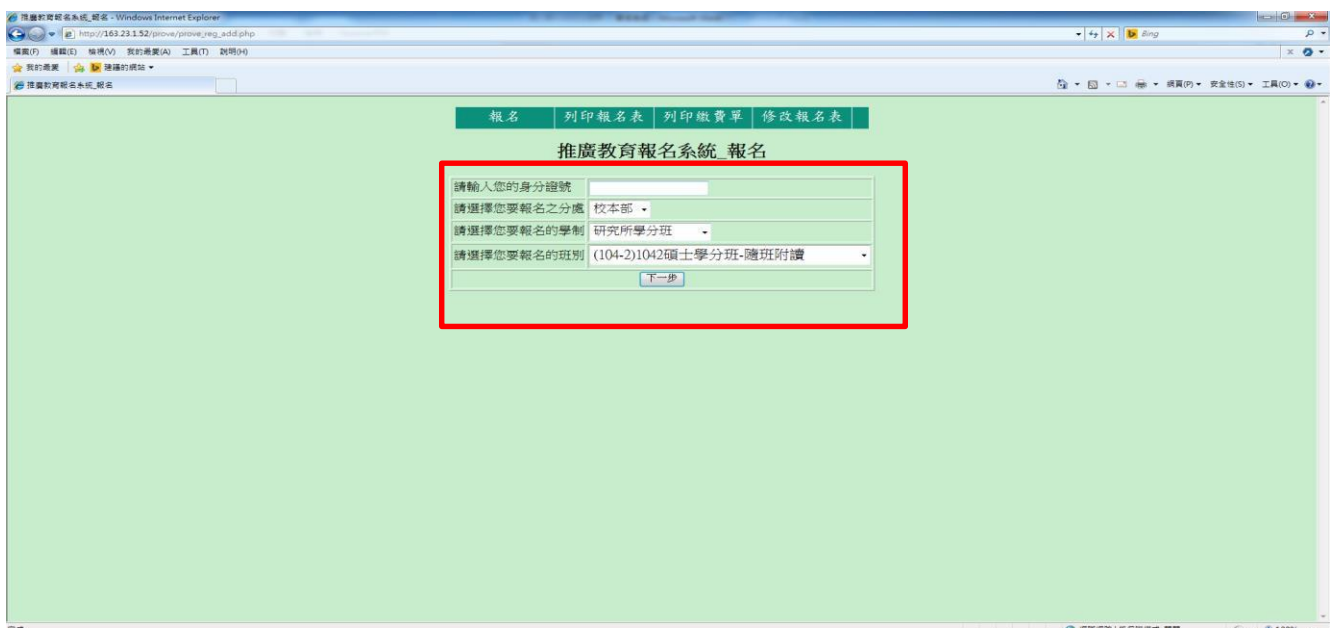 推廣教育報名系統_報名 - Windows Internet Explorer
http://163.23.1.52/prove/prove_reg_add.php
Bing
檔案(F) 編輯(E) 檢視(V) 我的最愛(A) 工具(T) 說明(H)
我的最愛 建議的網站
推廣教育報名系統_報名
網頁(P) 安全性(S) 工具(O)
報名 列印報名表 列印繳費單 修改報名表
推廣教育報名系統_報名
請輸入您的身分證號
請選擇您要報名之分處 校本部
請選擇您要報名的學制 研究所學分班
請選擇您要報名的班別 (104-2)1042碩士學分班-隨班附讀
下一步